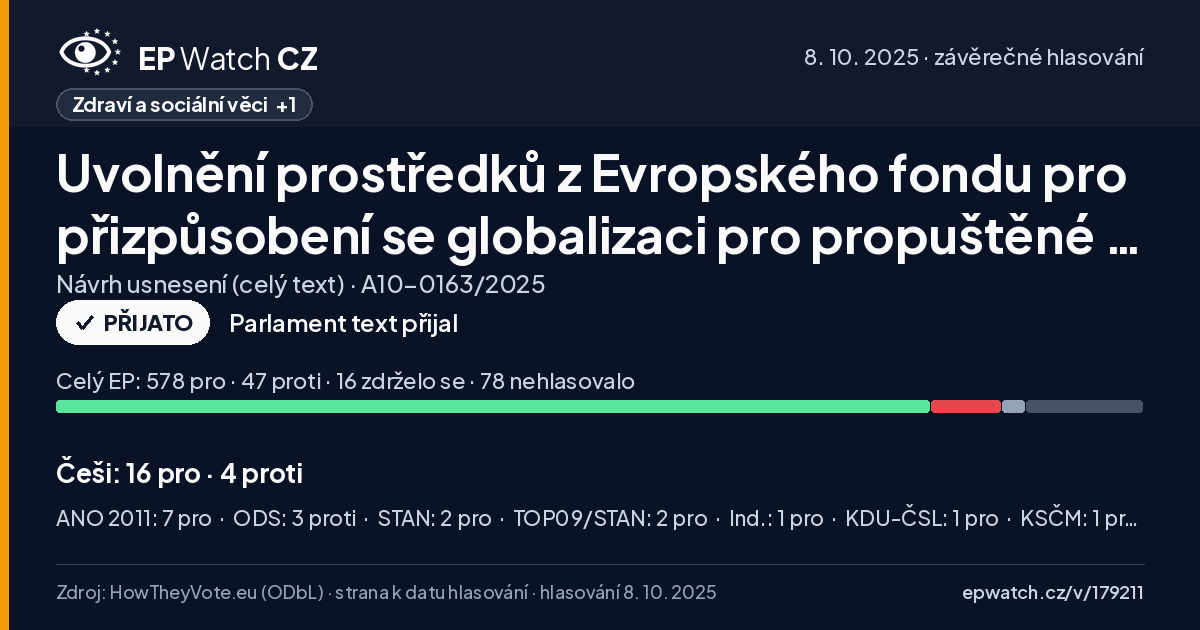 EP Watch CZ
8. 10. 2025 · závěrečné hlasování
Zdraví a sociální věci +1
Uvolnění prostředků z Evropského fondu pro
přizpůsobení se globalizaci pro propuštěné …
Návrh usnesení (celý text) · A10–0163/2025
✓ PŘIJATO Parlament text přijal
Celý EP: 578 pro · 47 proti · 16 zdrželo se · 78 nehlasovalo
Češi: 16 pro · 4 proti
ANO 2011: 7 pro · ODS: 3 proti · STAN: 2 pro · TOP09/STAN: 2 pro · Ind.: 1 pro · KDU-ČSL: 1 pro · KSČM: 1 pr…
Zdroj: HowTheyVote.eu (ODbL) · strana k datu hlasování · hlasování 8. 10. 2025
epwatch.cz/v/179211